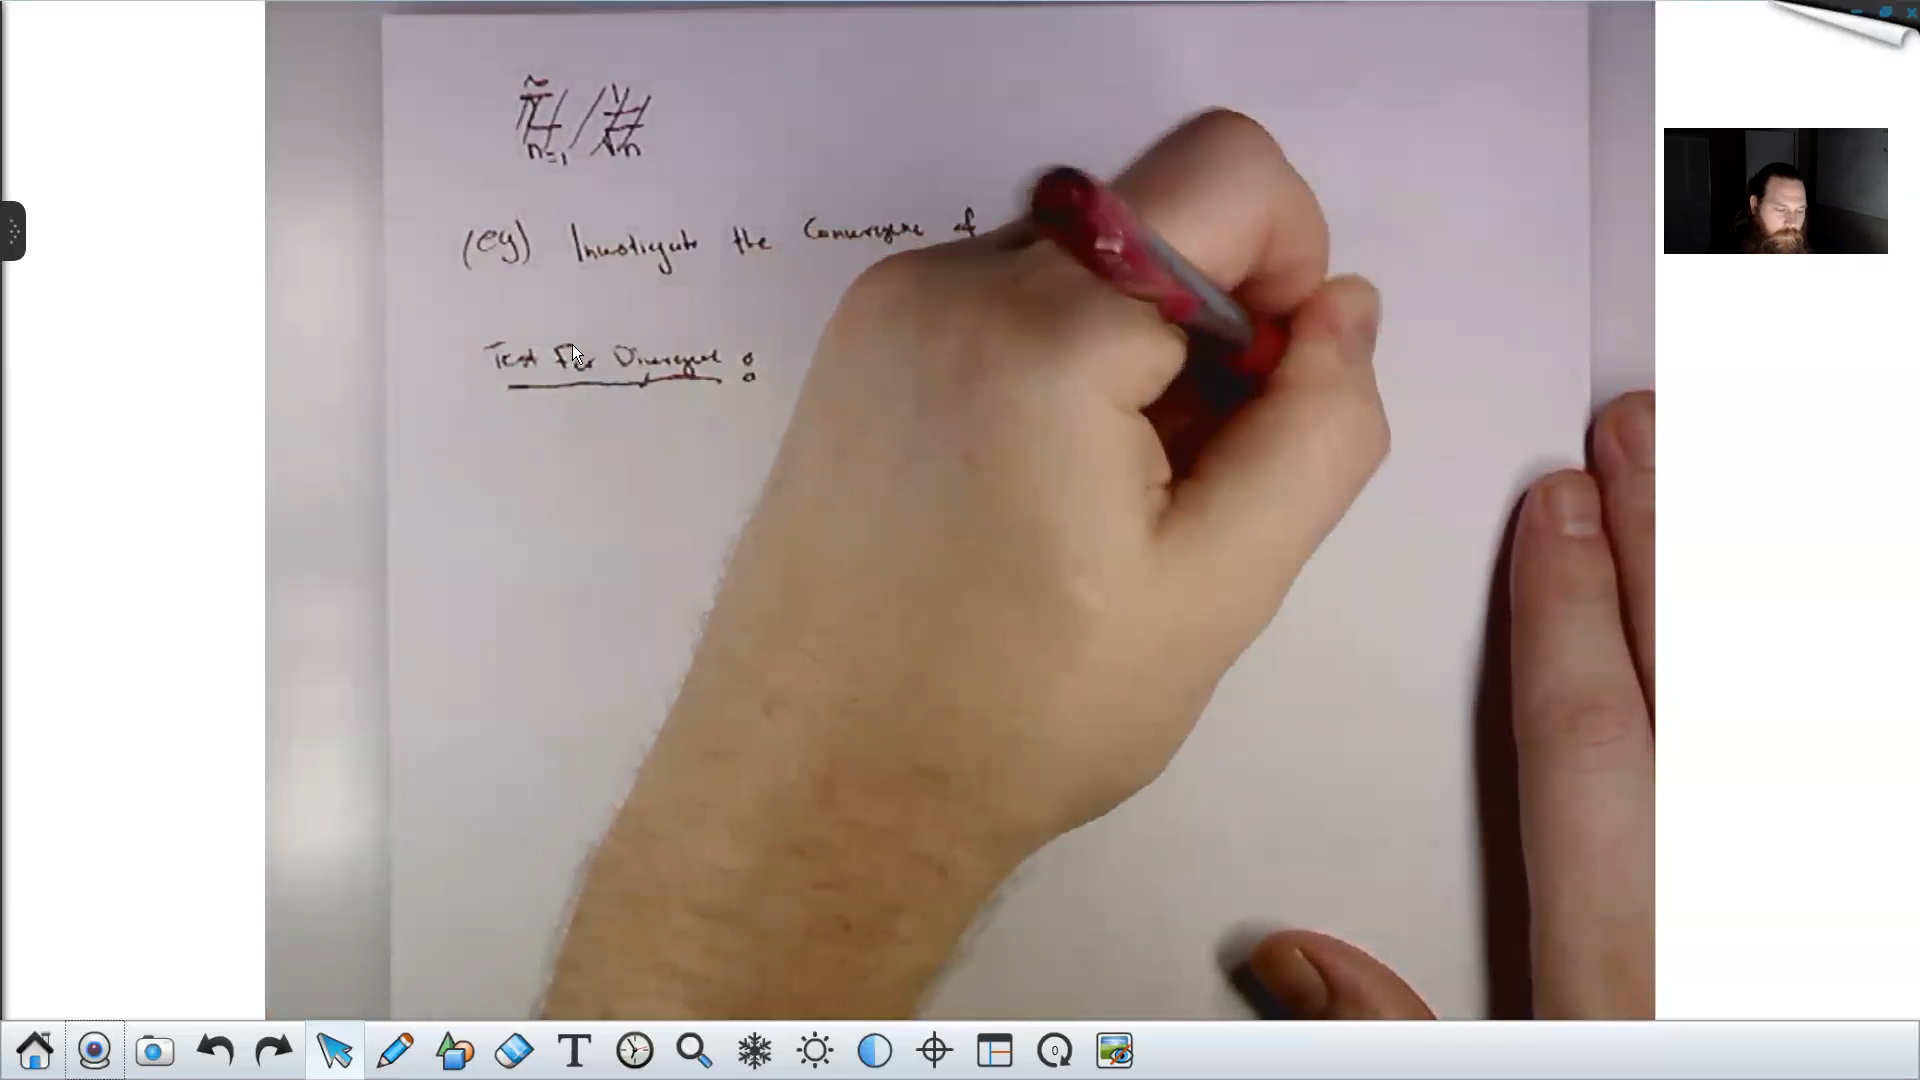 (eg) Investigate the Convergence of
Test for Divergence :